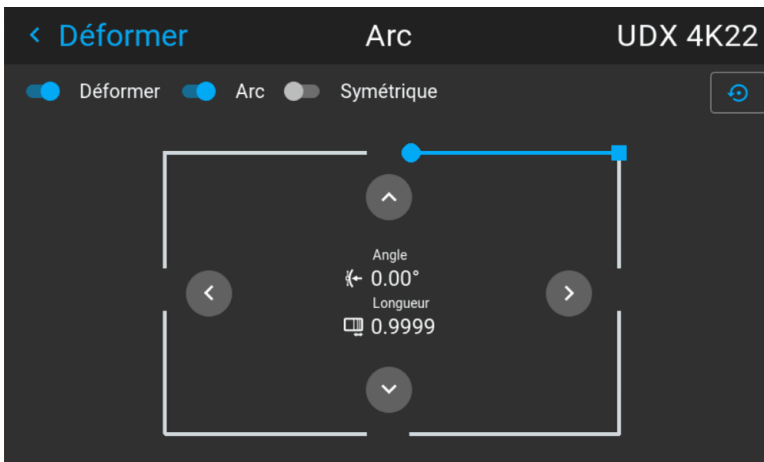 Déformer Arc UDX 4K22
Déformer Arc Symétrique
Angle
0.00°
Longueur
0.9999